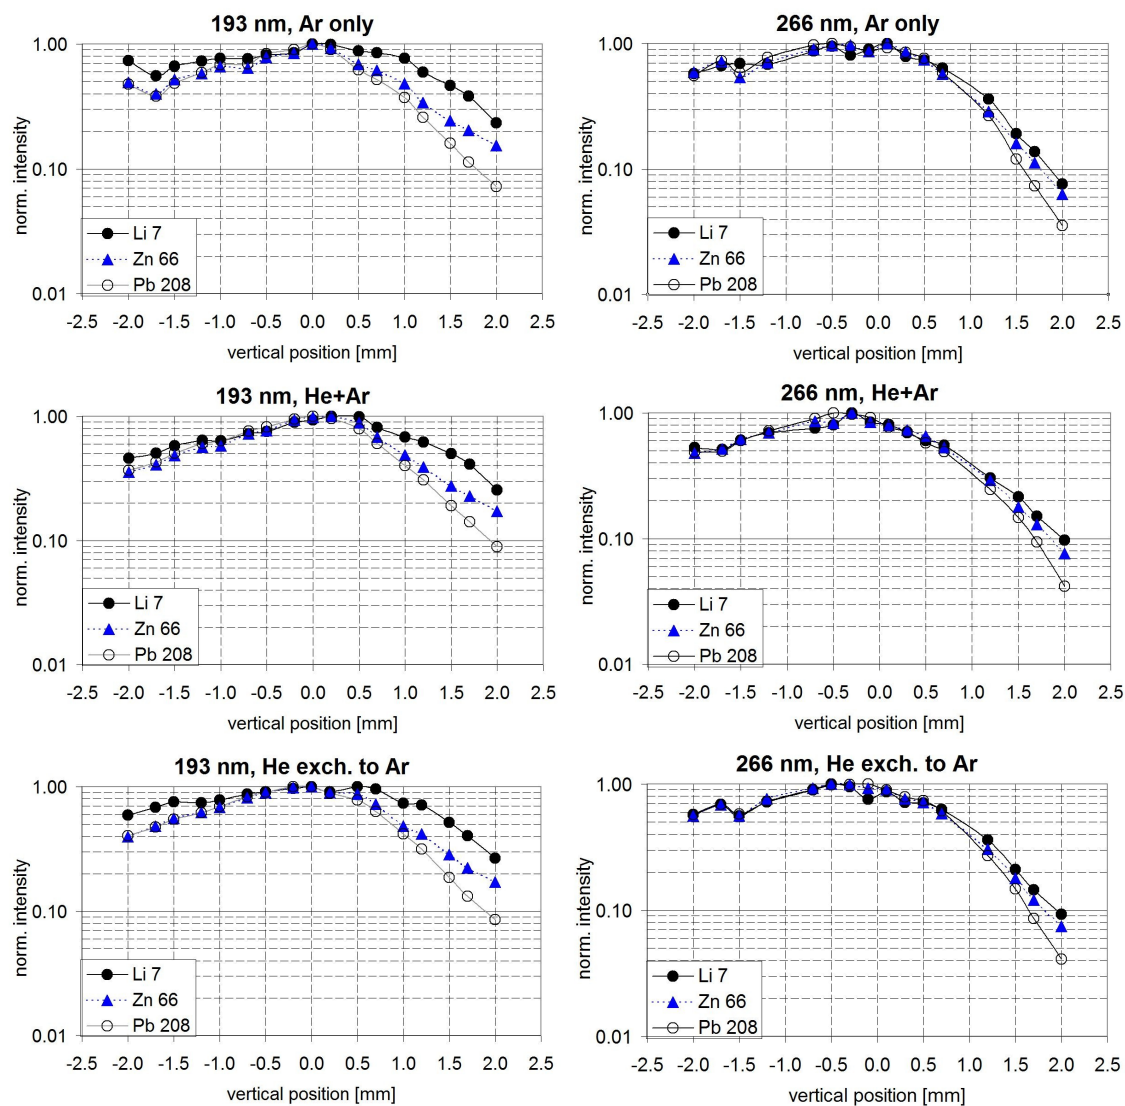 193 nm, Ar only
norm. intensity
1.00
0.10
0.01
Li 7
Zn 66
Pb 208
-2.5 -2.0 -1.5 -1.0 -0.5 0.0 0.5 1.0 1.5 2.0 2.5
vertical position [mm]
266 nm, Ar only
norm. intensity
1.00
0.10
0.01
Li 7
Zn 66
Pb 208
-2.5 -2.0 -1.5 -1.0 -0.5 0.0 0.5 1.0 1.5 2.0 2.5
vertical position [mm]
193 nm, He+Ar
norm. intensity
1.00
0.10
0.01
Li 7
Zn 66
Pb 208
-2.5 -2.0 -1.5 -1.0 -0.5 0.0 0.5 1.0 1.5 2.0 2.5
vertical position [mm]
266 nm, He+Ar
norm. intensity
1.00
0.10
0.01
Li 7
Zn 66
Pb 208
-2.5 -2.0 -1.5 -1.0 -0.5 0.0 0.5 1.0 1.5 2.0 2.5
vertical position [mm]
193 nm, He exch. to Ar
norm. intensity
1.00
0.10
0.01
Li 7
Zn 66
Pb 208
-2.5 -2.0 -1.5 -1.0 -0.5 0.0 0.5 1.0 1.5 2.0 2.5
vertical position [mm]
266 nm, He exch. to Ar
norm. intensity
1.00
0.10
0.01
Li 7
Zn 66
Pb 208
-2.5 -2.0 -1.5 -1.0 -0.5 0.0 0.5 1.0 1.5 2.0 2.5
vertical position [mm]